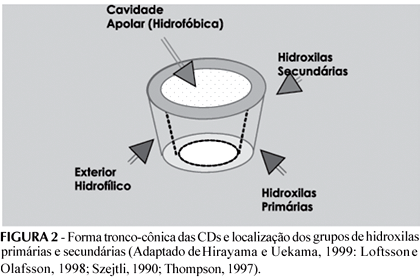 Cavidade
Apolar (Hidrofóbica)
Hidroxilas
Secundárias
Exterior
Hidrofílico
Hidroxilas
Primárias
FIGURA 2 - Forma tronco-cônica das CDs e localização dos grupos de hidroxilas
primárias e secundárias (Adaptado de Hirayama e Uekama, 1999: Loftsson e
Olafsson, 1998; Szejtli, 1990; Thompson, 1997).